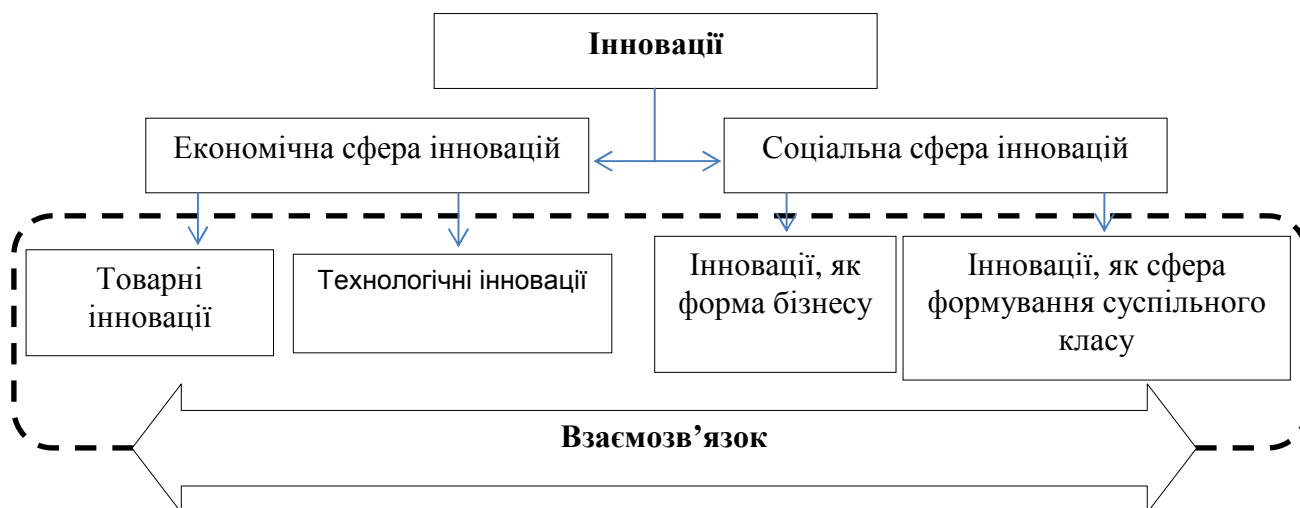 Інновації
Економічна сфера інновацій
Соціальна сфера інновацій
Товарні
інновації
Технологічні інновації
Інновації, як
форма бізнесу
Інновації, як сфера
формування суспільного
класу
Взаємозв’язок